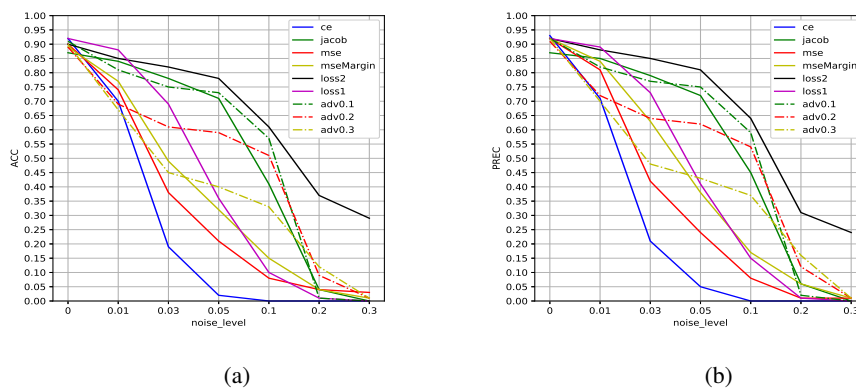 1.00
0.95
0.90
0.85
0.80
0.75
0.70
0.65
0.60
0.55
0.50
0.45
0.40
0.35
0.30
0.25
0.20
0.15
0.10
0.05
0.00
ACC
0 0.01 0.03 0.05 0.1 0.2 0.3
noise_level
ce
jacob
mse
mseMargin
loss2
loss1
adv0.1
adv0.2
adv0.3
(a)
1.00
0.95
0.90
0.85
0.80
0.75
0.70
0.65
0.60
0.55
0.50
0.45
0.40
0.35
0.30
0.25
0.20
0.15
0.10
0.05
0.00
PREC
0 0.01 0.03 0.05 0.1 0.2 0.3
noise_level
ce
jacob
mse
mseMargin
loss2
loss1
adv0.1
adv0.2
adv0.3
(b)